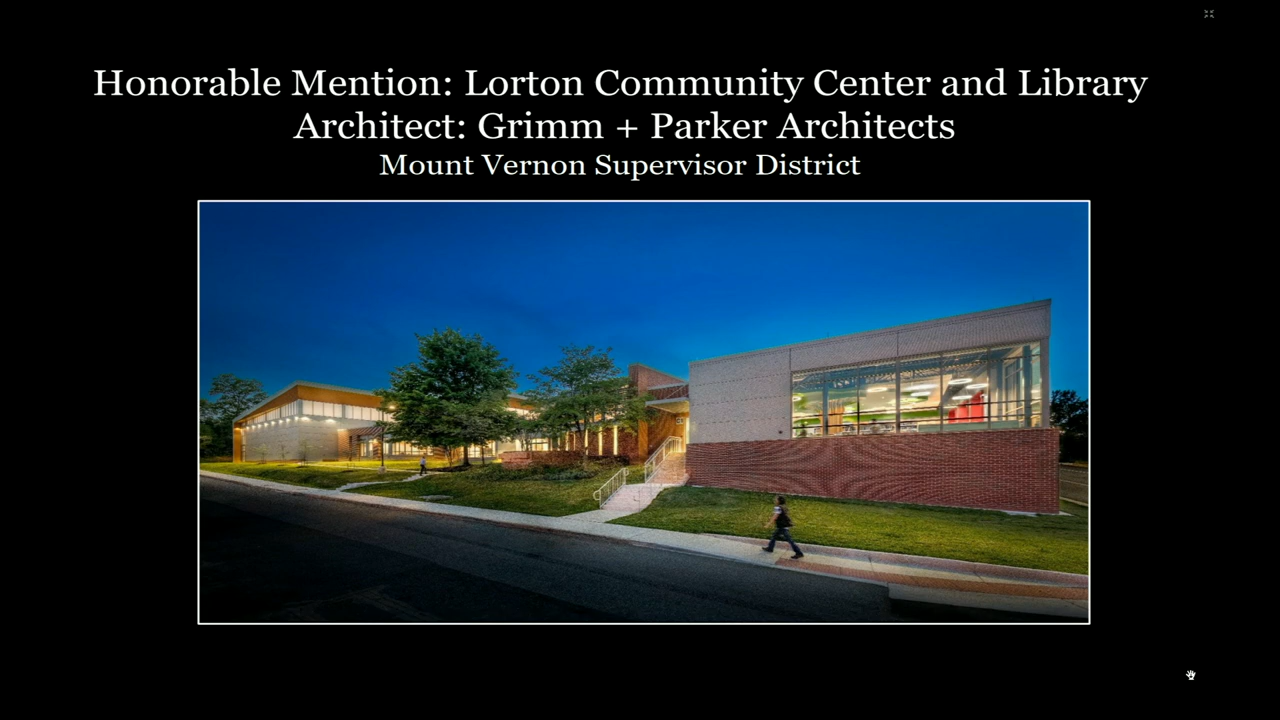 Honorable Mention: Lorton Community Center and Library
Architect: Grimm + Parker Architects
Mount Vernon Supervisor District